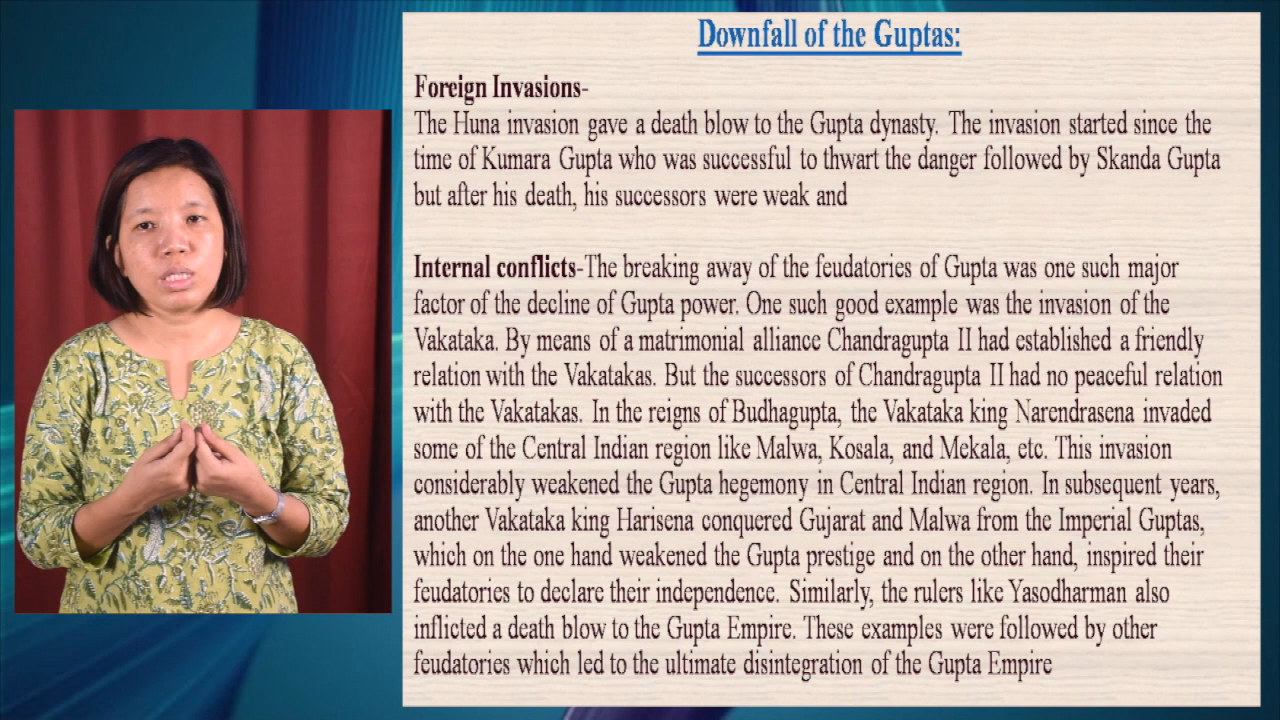 Downfall of the Guptas:
Foreign Invasions-
The Huna invasion gave a death blow to the Gupta dynasty. The invasion started since the
time of Kumara Gupta who was successful to thwart the danger followed by Skanda Gupta
but after his death, his successors were weak and
Internal conflicts-The breaking away of the feudatories of Gupta was one such major
factor of the decline of Gupta power. One such good example was the invasion of the
Vakataka. By means of a matrimonial alliance Chandragupta II had established a friendly
relation with the Vakatakas. But the successors of Chandragupta II had no peaceful relation
with the Vakatakas. In the reigns of Budhagupta, the Vakataka king Narendrasena invaded
some of the Central Indian region like Malwa, Kosala, and Mekala, etc. This invasion
considerably weakened the Gupta hegemony in Central Indian region. In subsequent years,
another Vakataka king Harisena conquered Gujarat and Malwa from the Imperial Guptas,
which on the one hand weakened the Gupta prestige and on the other hand, inspired their
feudatories to declare their independence. Similarly, the rulers like Yasodharman also
inflicted a death blow to the Gupta Empire. These examples were followed by other
feudatories which led to the ultimate disintegration of the Gupta Empire